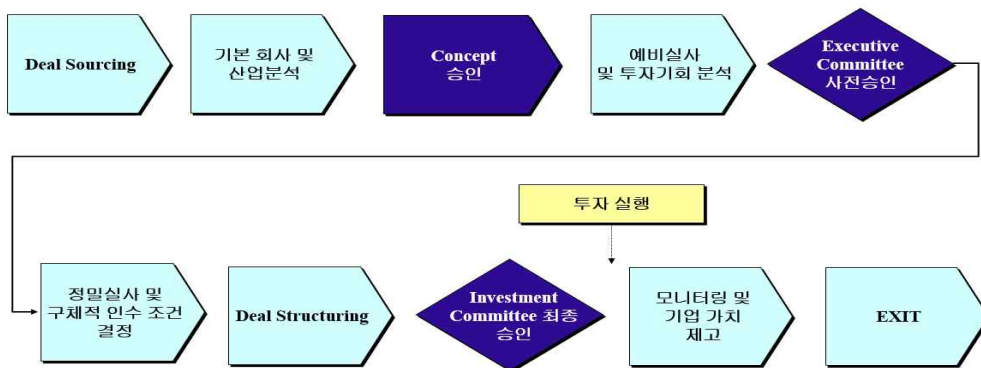 Deal Sourcing
기본 회사 및
산업분석
Concept
승인
예비실사
및 투자기회 분석
Executive
Committee
사전승인
투자 실행
정밀실사 및
구체적 인수 조건
결정
Deal Structuring
Investment
Committee 최종
승인
모니터링 및
기업 가치
제고
EXIT